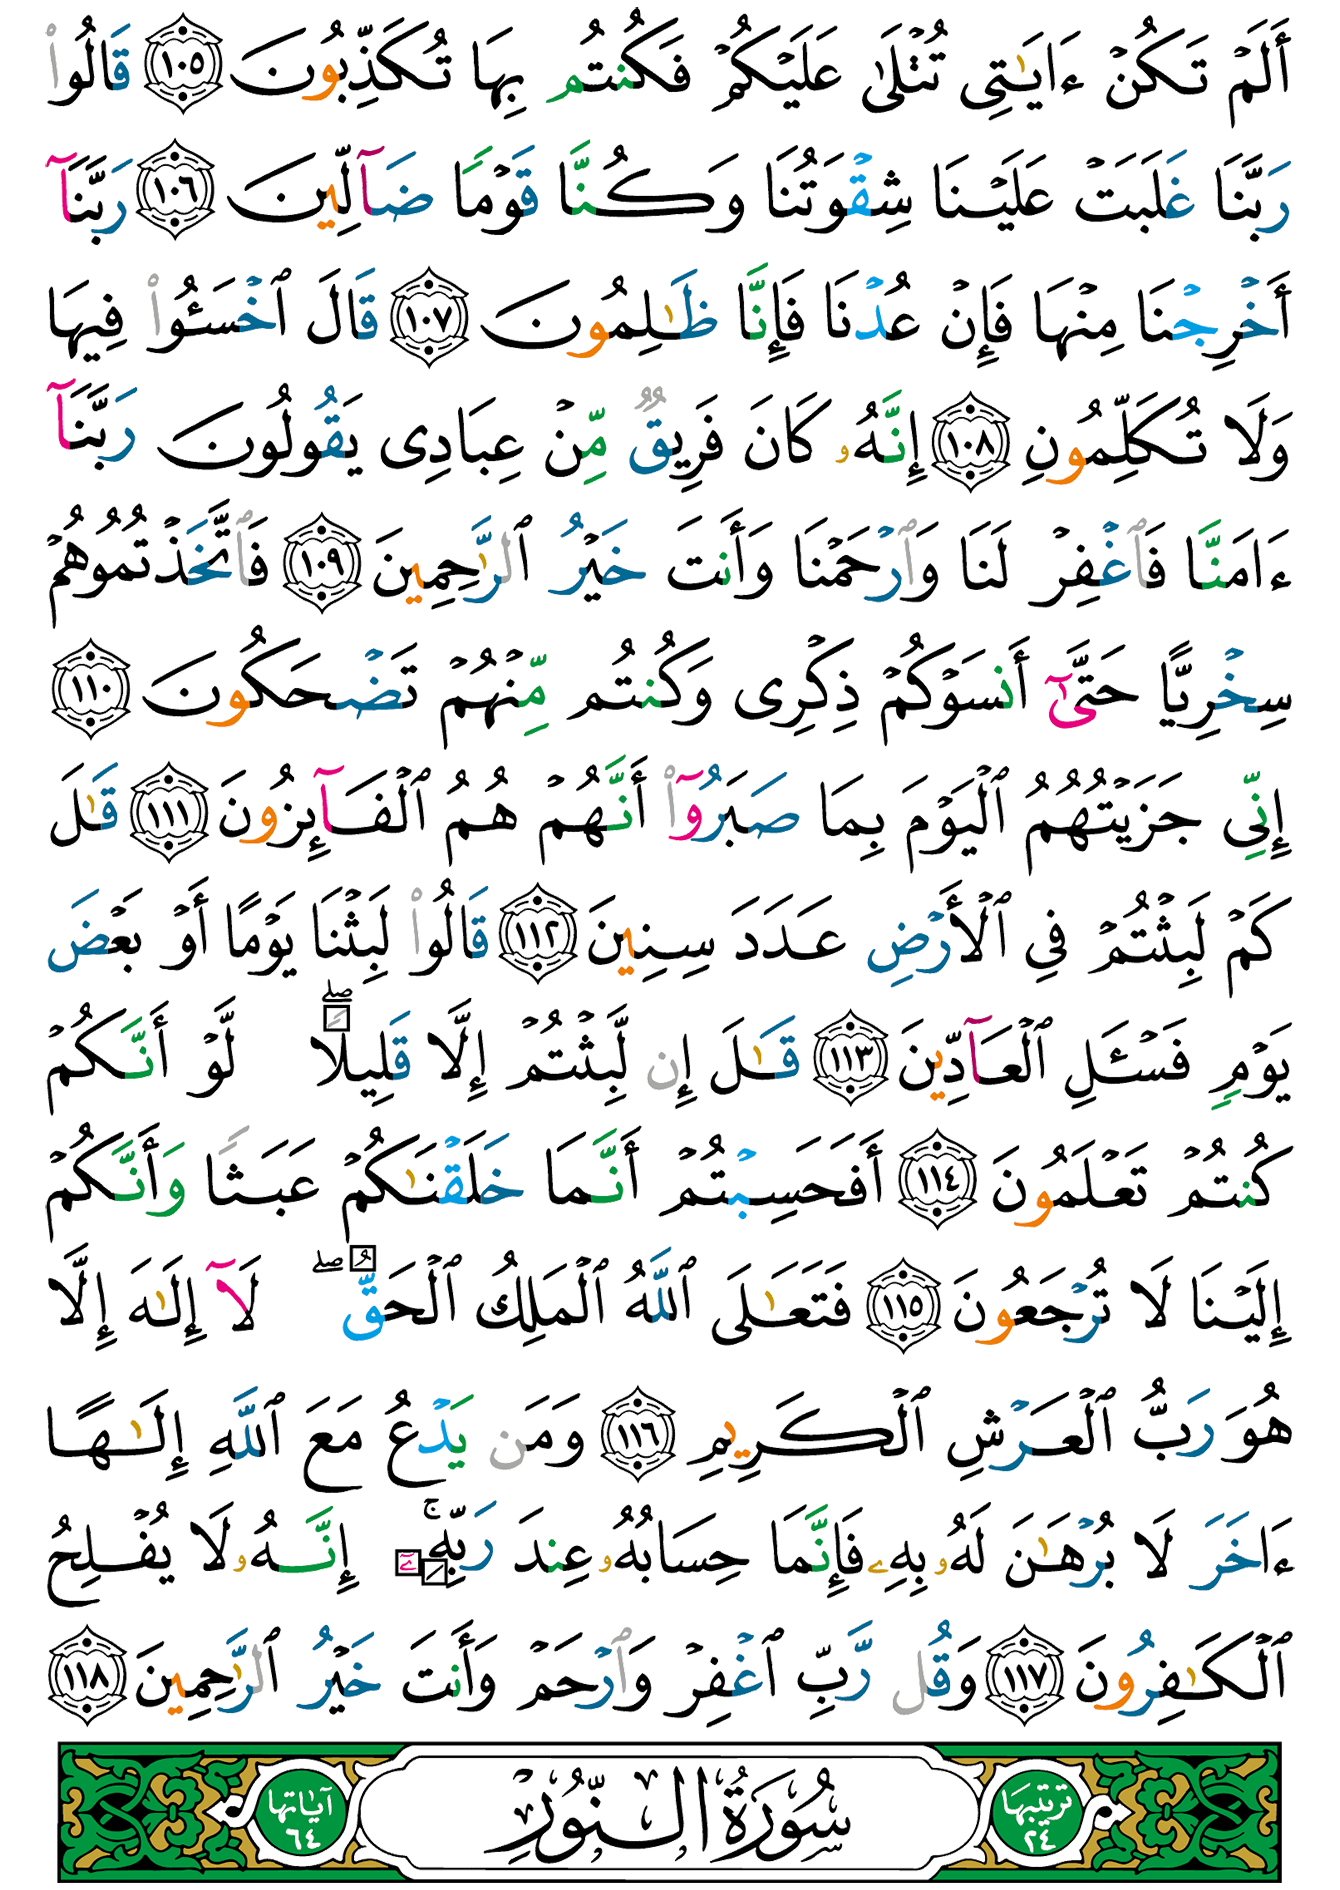 أَلَمْ تَكُنْ ءَايَـٰتِى تُتْلَىٰ عَلَيْكُمْ فَكُنتُم بِهَا تُكَذِّبُونَ ١٠٥ قَالُوا۟
رَبَّنَا غَلَبَتْ عَلَيْنَا شِقْوَتُنَا وَكُنَّا قَوْمًا ضَآلِّينَ ١٠٦ رَبَّنَآ
أَخْرِجْنَا مِنْهَا فَإِنْ عُدْنَا فَإِنَّا ظَـٰلِمُونَ ١٠٧ قَالَ ٱخْسَـُٔوا۟ فِيهَا
وَلَا تُكَلِّمُونِ ١٠٨ إِنَّهُۥ كَانَ فَرِيقٌ مِّنْ عِبَادِى يَقُولُونَ رَبَّنَآ
ءَامَنَّا فَٱغْفِرْ لَنَا وَٱرْحَمْنَا وَأَنتَ خَيْرُ ٱلرَّٰحِمِينَ ١٠٩ فَٱتَّخَذْتُمُوهُمْ
سِخْرِيًّا حَتَّىٰٓ أَنسَوْكُمْ ذِكْرِى وَكُنتُم مِّنْهُمْ تَضْحَكُونَ ١١٠
إِنِّى جَزَيْتُهُمُ ٱلْيَوْمَ بِمَا صَبَرُوٓا۟ أَنَّهُمْ هُمُ ٱلْفَآئِزُونَ ١١١ قَـٰلَ
كَمْ لَبِثْتُمْ فِى ٱلْأَرْضِ عَدَدَ سِنِينَ ١١٢ قَالُوا۟ لَبِثْنَا يَوْمًا أَوْ بَعْضَ
يَوْمٍ فَسْـَٔلِ ٱلْعَآدِّينَ ١١٣ قَـٰلَ إِن لَّبِثْتُمْ إِلَّا قَلِيلًا ۖ لَّوْ أَنَّكُمْ
كُنتُمْ تَعْلَمُونَ ١١٤ أَفَحَسِبْتُمْ أَنَّمَا خَلَقْنَـٰكُمْ عَبَثًا وَأَنَّكُمْ
إِلَيْنَا لَا تُرْجَعُونَ ١١٥ فَتَعَـٰلَى ٱللَّهُ ٱلْمَلِكُ ٱلْحَقُّ ۖ لَآ إِلَـٰهَ إِلَّا
هُوَ رَبُّ ٱلْعَرْشِ ٱلْكَرِيمِ ١١٦ وَمَن يَدْعُ مَعَ ٱللَّهِ إِلَـٰهًا
ءَاخَرَ لَا بُرْهَـٰنَ لَهُۥ بِهِۦ فَإِنَّمَا حِسَابُهُۥ عِندَ رَبِّهِۦٓ ۚ إِنَّهُۥ لَا يُفْلِحُ
ٱلْكَـٰفِرُونَ ١١٧ وَقُل رَّبِّ ٱغْفِرْ وَٱرْحَمْ وَأَنتَ خَيْرُ ٱلرَّٰحِمِينَ ١١٨
ترتيبها ٢٤ سُورَةُ النُّورِ آياتها ٦٤